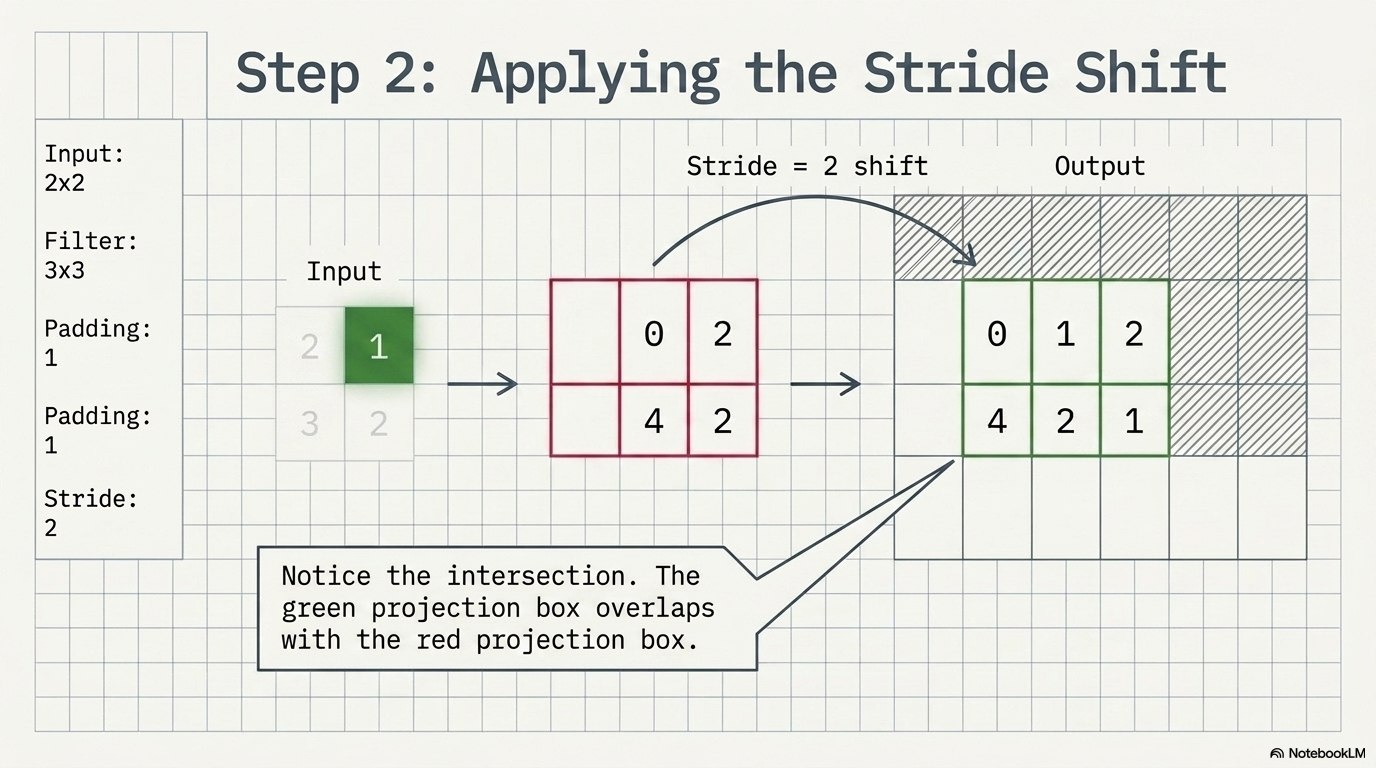 Step 2: Applying the Stride Shift
Input:
2x2
Filter:
3x3
Padding:
1
Padding:
1
Stride:
2
Input
2 1
3 2
Stride = 2 shift
0 2
4 2
Output
0 1 2
4 2 1
Notice the intersection. The
green projection box overlaps
with the red projection box.
NotebookLM